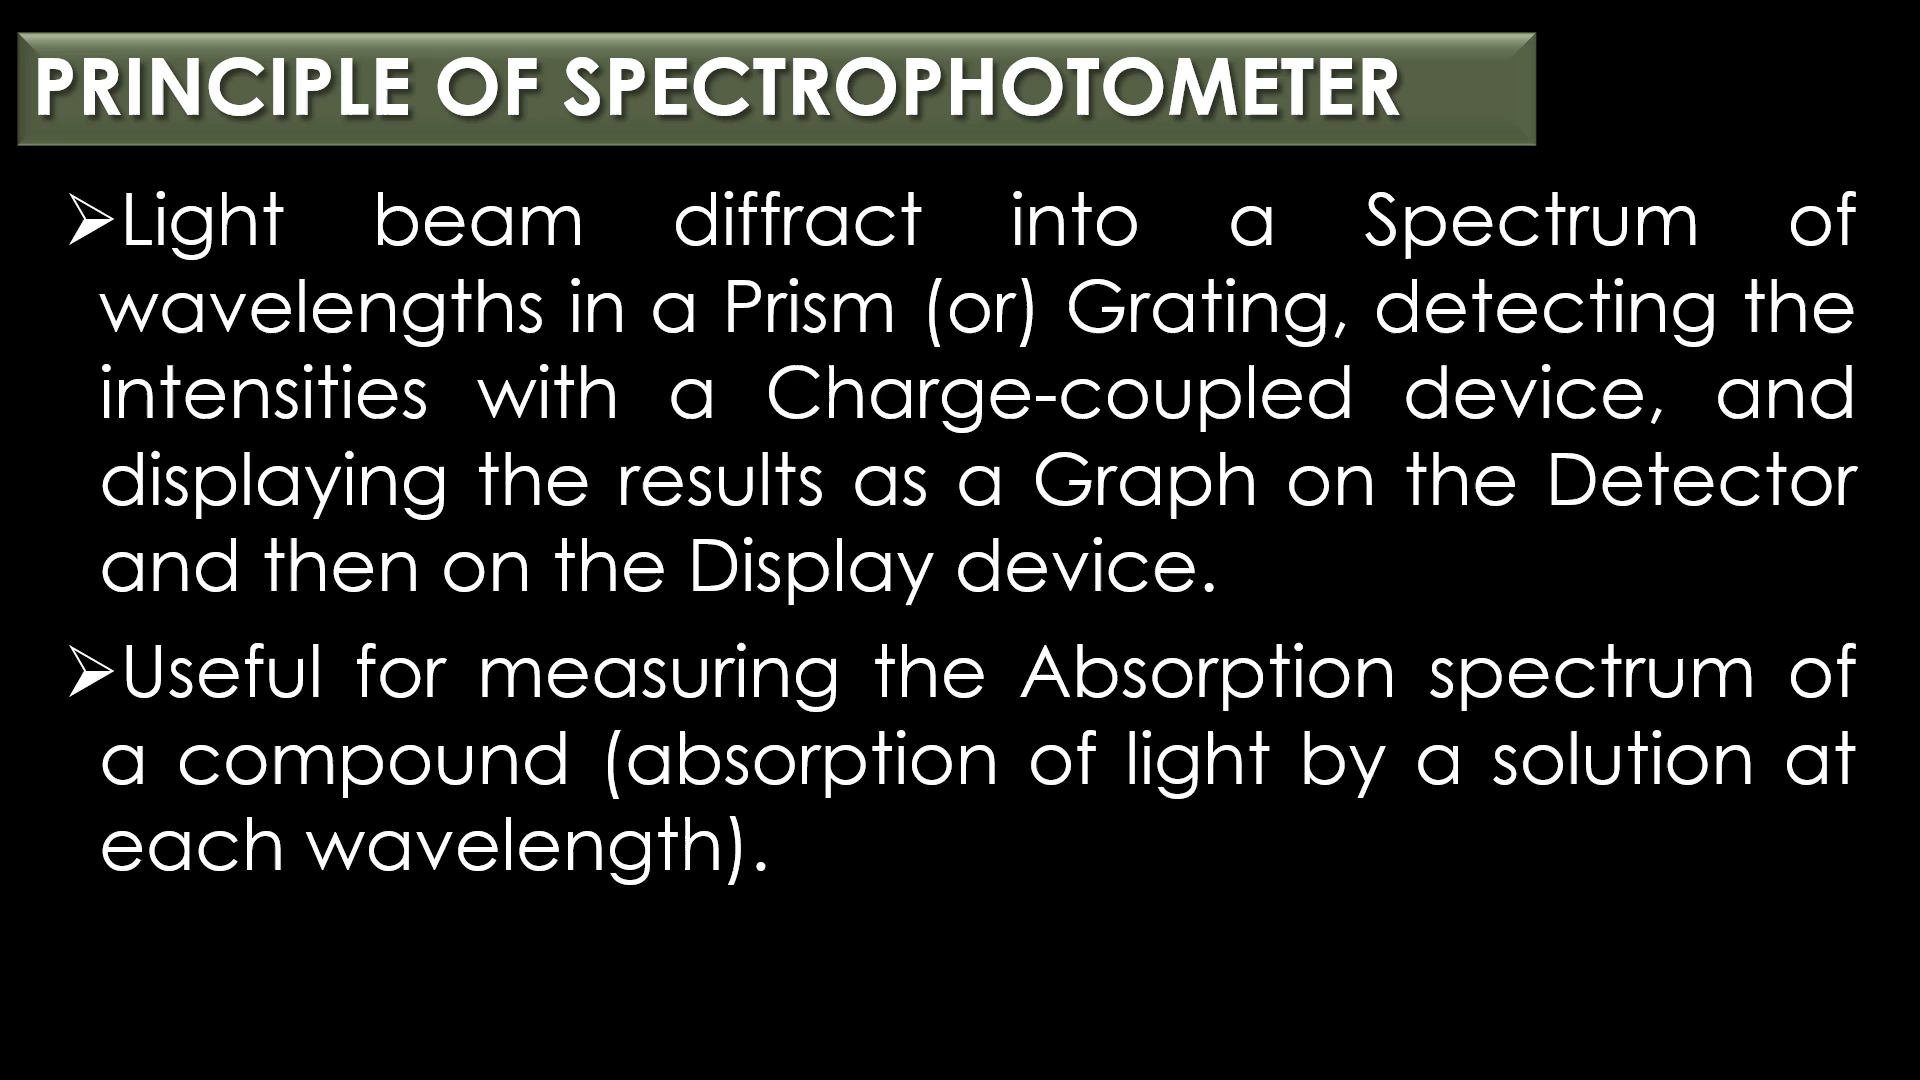 PRINCIPLE OF SPECTROPHOTOMETER
➢Light beam diffract into a Spectrum of
wavelengths in a Prism (or) Grating, detecting the
intensities with a Charge-coupled device, and
displaying the results as a Graph on the Detector
and then on the Display device.
➢Useful for measuring the Absorption spectrum of
a compound (absorption of light by a solution at
each wavelength).